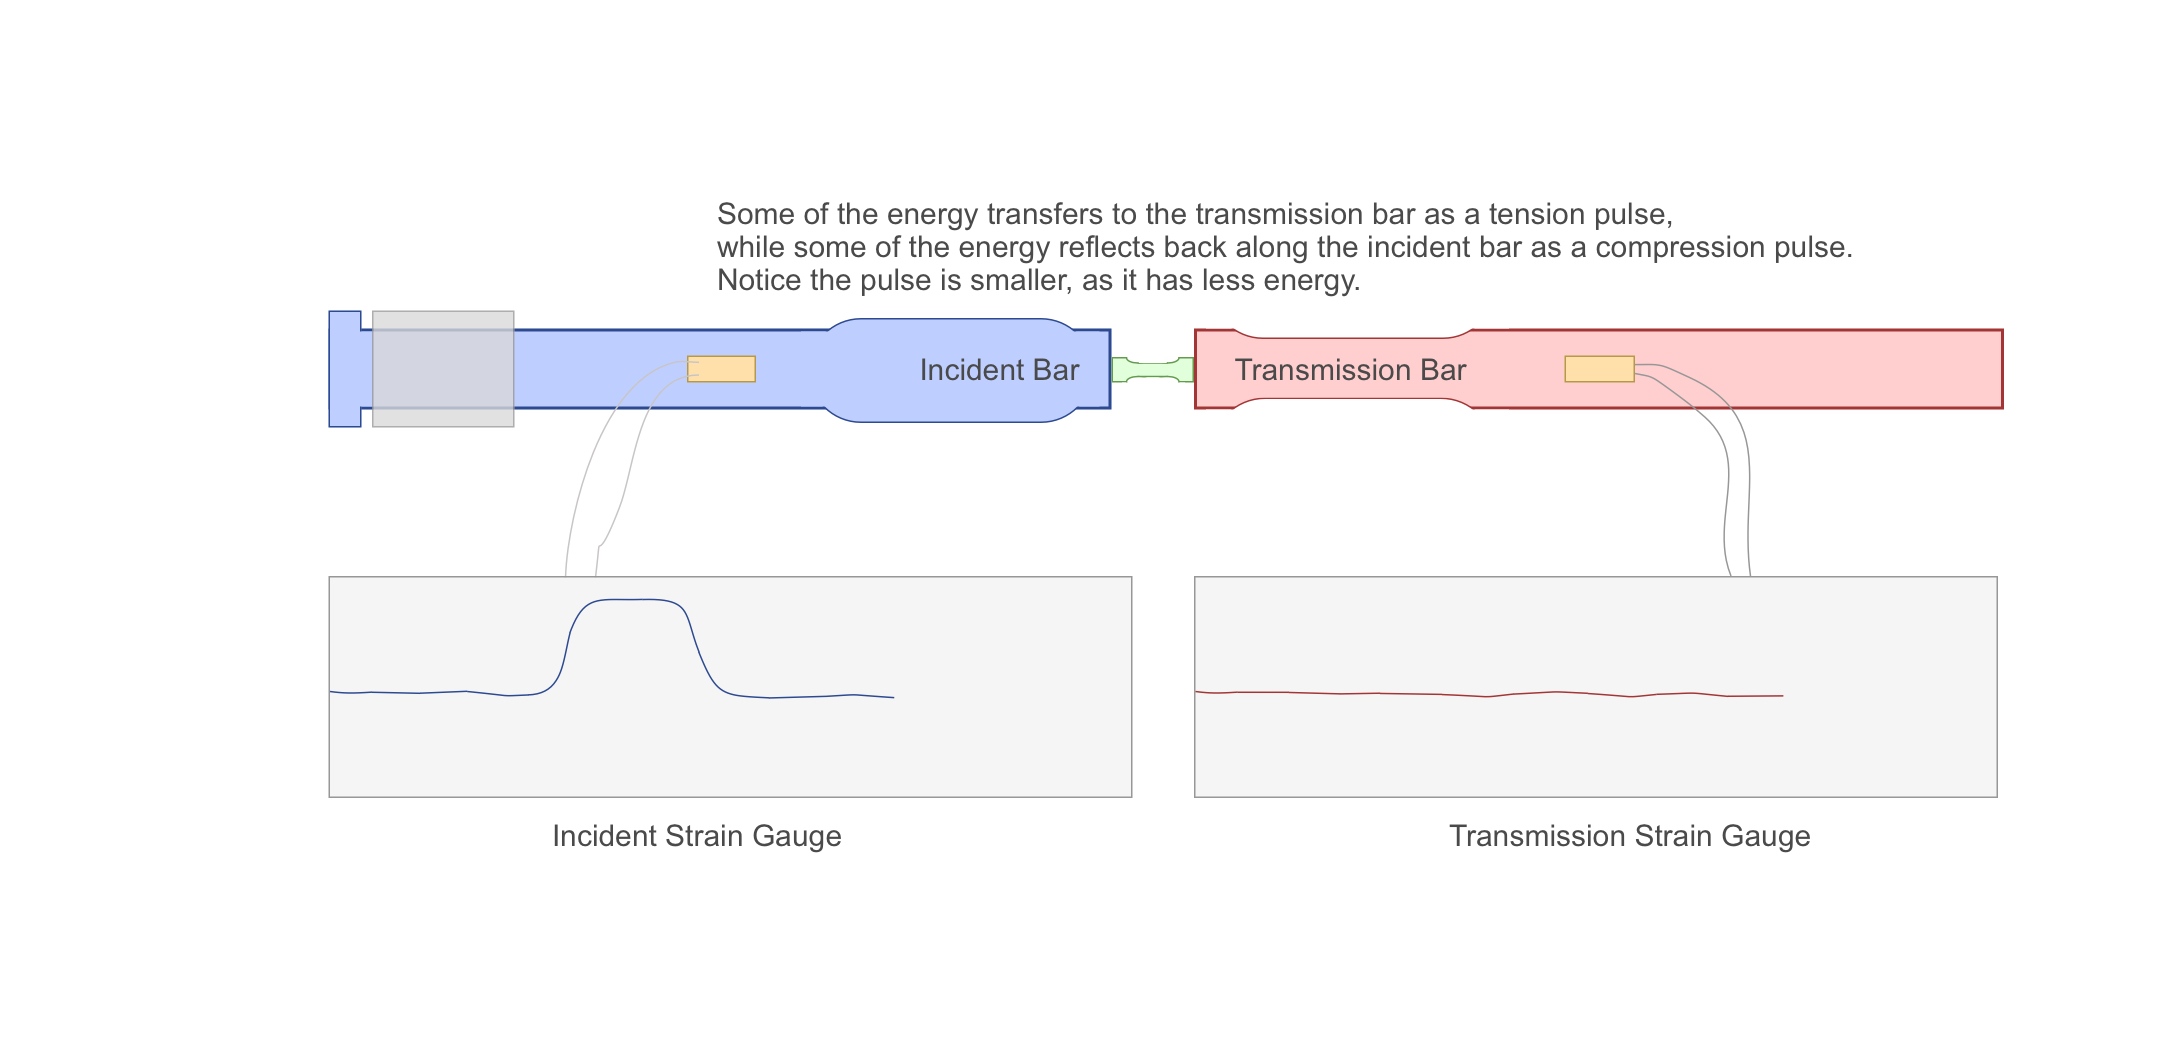 Some of the energy transfers to the transmission bar as a tension pulse,
while some of the energy reflects back along the incident bar as a compression pulse.
Notice the pulse is smaller, as it has less energy.
Incident Bar
Transmission Bar
Incident Strain Gauge
Transmission Strain Gauge